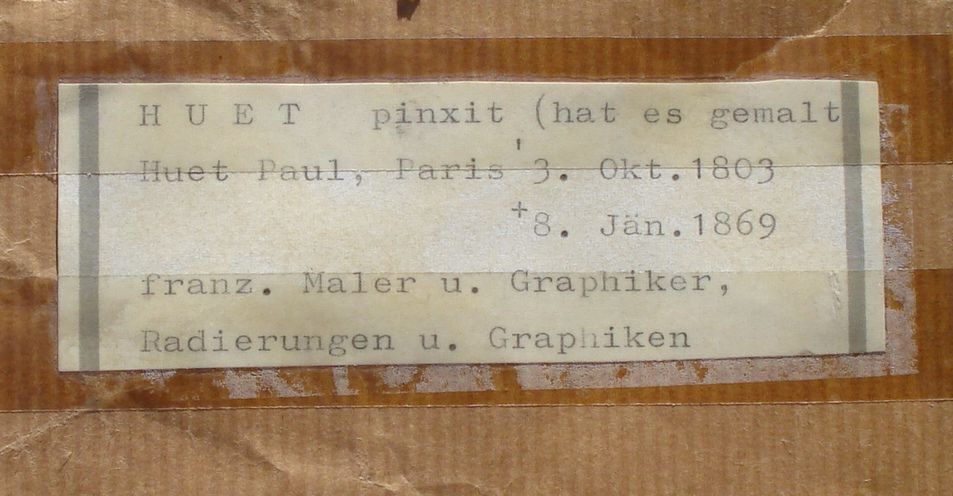 H U E T   pinxit (hat es gemalt
Huet Paul, Paris '3. Okt.1803
+8. Jän.1869
franz. Maler u. Graphiker,
Radierungen u. Graphiken